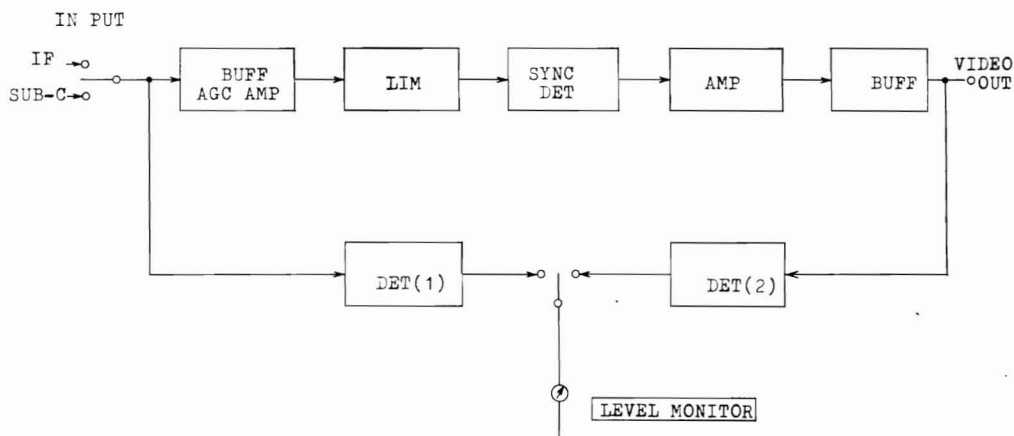 IN PUT
IF
SUB-C
BUFF
AGC AMP
LIM
SYNC
DET
AMP
BUFF
VIDEO
OUT
DET(1)
DET(2)
LEVEL MONITOR